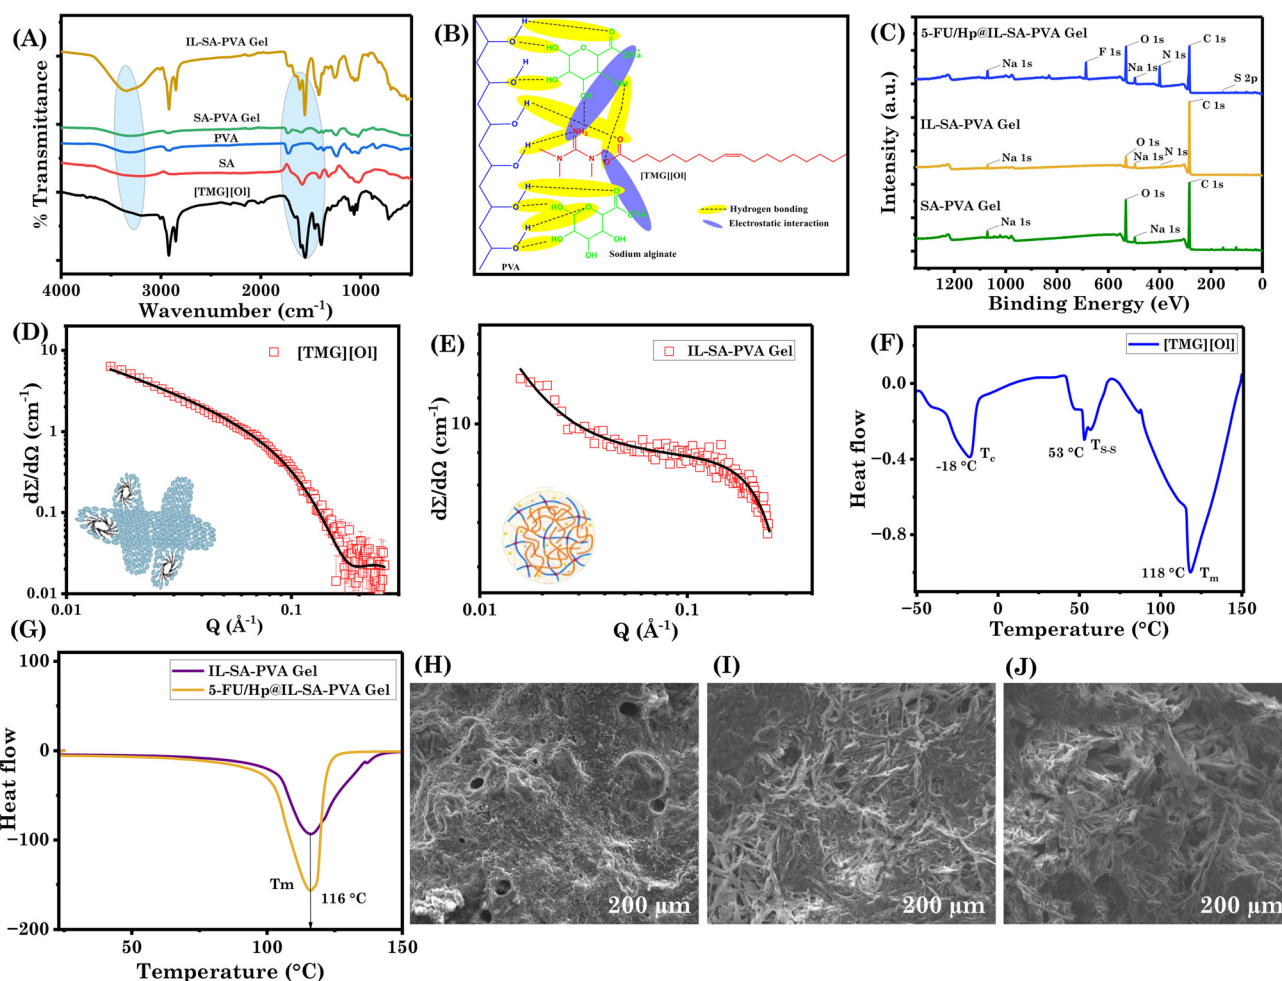 (A)
IL-SA-PVA Gel
SA-PVA Gel
PVA
SA
[TMG][Ol]
% Transmittance
4000 3000 2000 1000
Wavenumber (cm-1)
(B)
H
O
H
O
H
O
H
O
PVA
HO
HO
O
O
OH
NH2
N
N
O
[TMG][Ol]
Hydrogen bonding
Electrostatic interaction
Sodium alginate
HO
HO
OH
OH
O
O
(C)
5-FU/Hp@IL-SA-PVA Gel
Na 1s
F 1s
O 1s
Na 1s
N 1s
C 1s
S 2p
IL-SA-PVA Gel
Na 1s
O 1s
Na 1s
N 1s
C 1s
SA-PVA Gel
Na 1s
O 1s
Na 1s
C 1s
Intensity (a.u)
1200 1000 800 600 400 200 0
Binding Energy (eV)
(D)
[TMG][Ol]
10
1
0.1
0.01
dΣ/dΩ (cm-1)
0.01 0.1
Q (Å-1)
(E)
IL-SA-PVA Gel
10
dΣ/dΩ (cm-1)
0.01 0.1
Q (Å-1)
(F)
[TMG][Ol]
0.0
-0.4
-0.8
Heat flow
-18 °C
Tc
53 °C
TS-S
118 °C
Tm
-50 0 50 100 150
Temperature (°C)
(G)
IL-SA-PVA Gel
5-FU/Hp@IL-SA-PVA Gel
100
0
-100
-200
Heat flow
Tm
116 °C
50 100 150
Temperature (°C)
(H)
200 µm
(I)
200 µm
(J)
200 µm